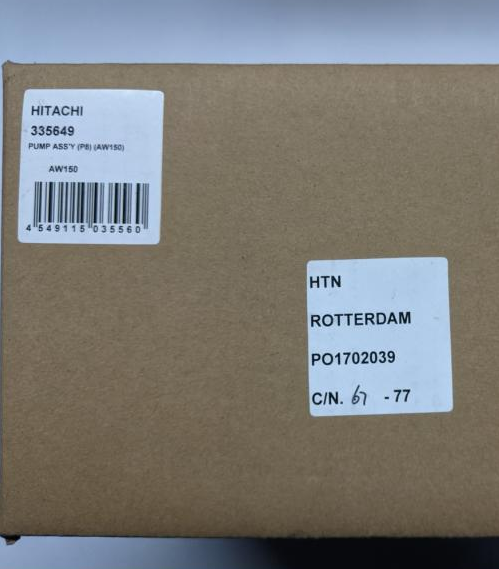 HITACHI
335649
PUMP ASS'Y (P8) (AW150)
AW150
4 549115 035560
HTN
ROTTERDAM
PO1702039
C/N. 67 - 77